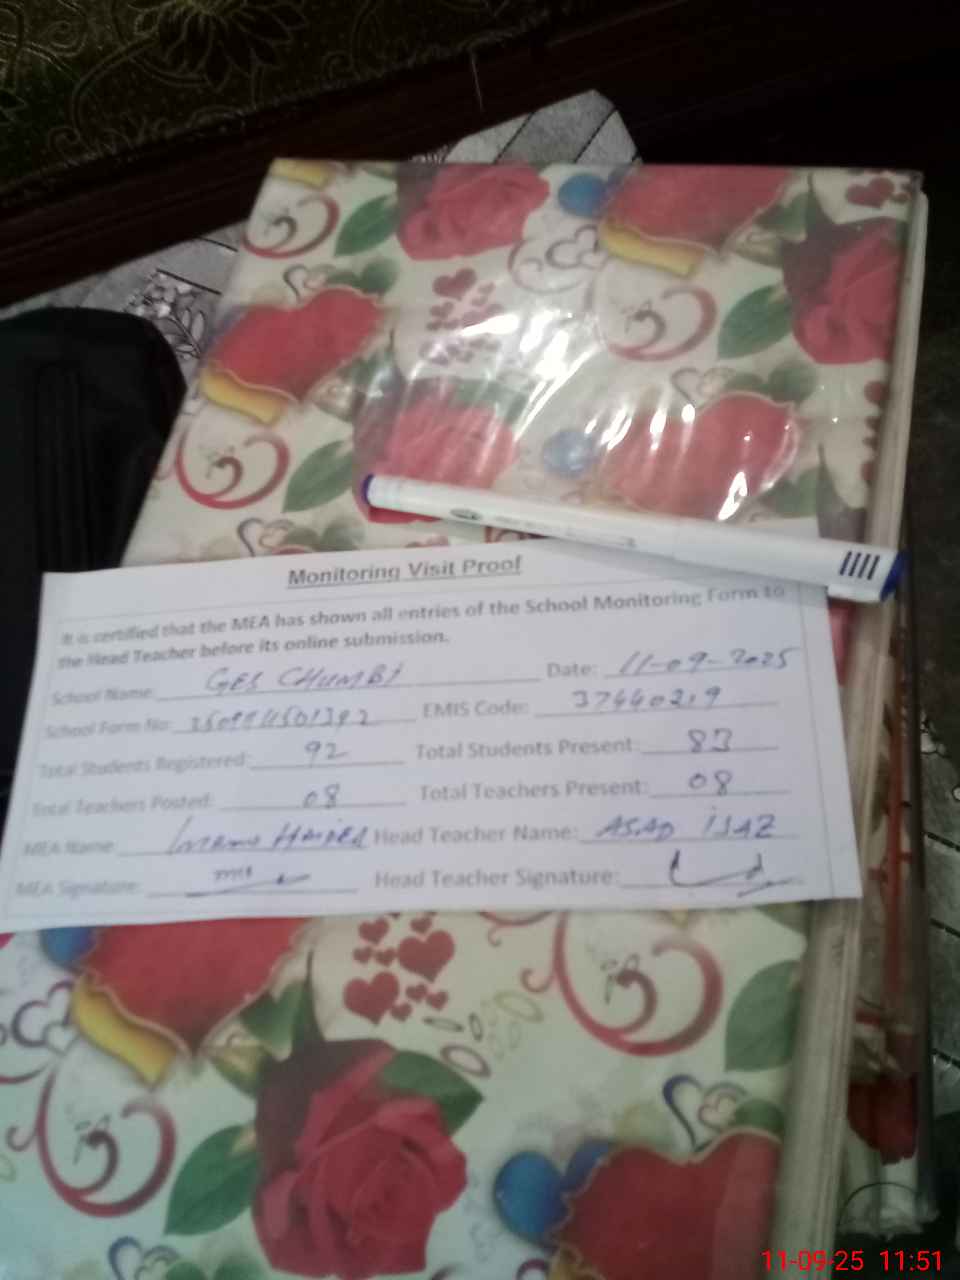 Monitoring Visit Proof
It is certified that the MEA has shown all entries of the School Monitoring Form to
the Head Teacher before its online submission.
School Name: GES CHUMBI Date: 11-09-2025
School Form No: EMIS Code: 37440219
Total Students Registered: 92 Total Students Present: 83
Total Teachers Posted: 08 Total Teachers Present: 08
MEA Name: Head Teacher Name: ASAD IJAZ
MEA Signature: Head Teacher Signature:
11-09-25 11:51